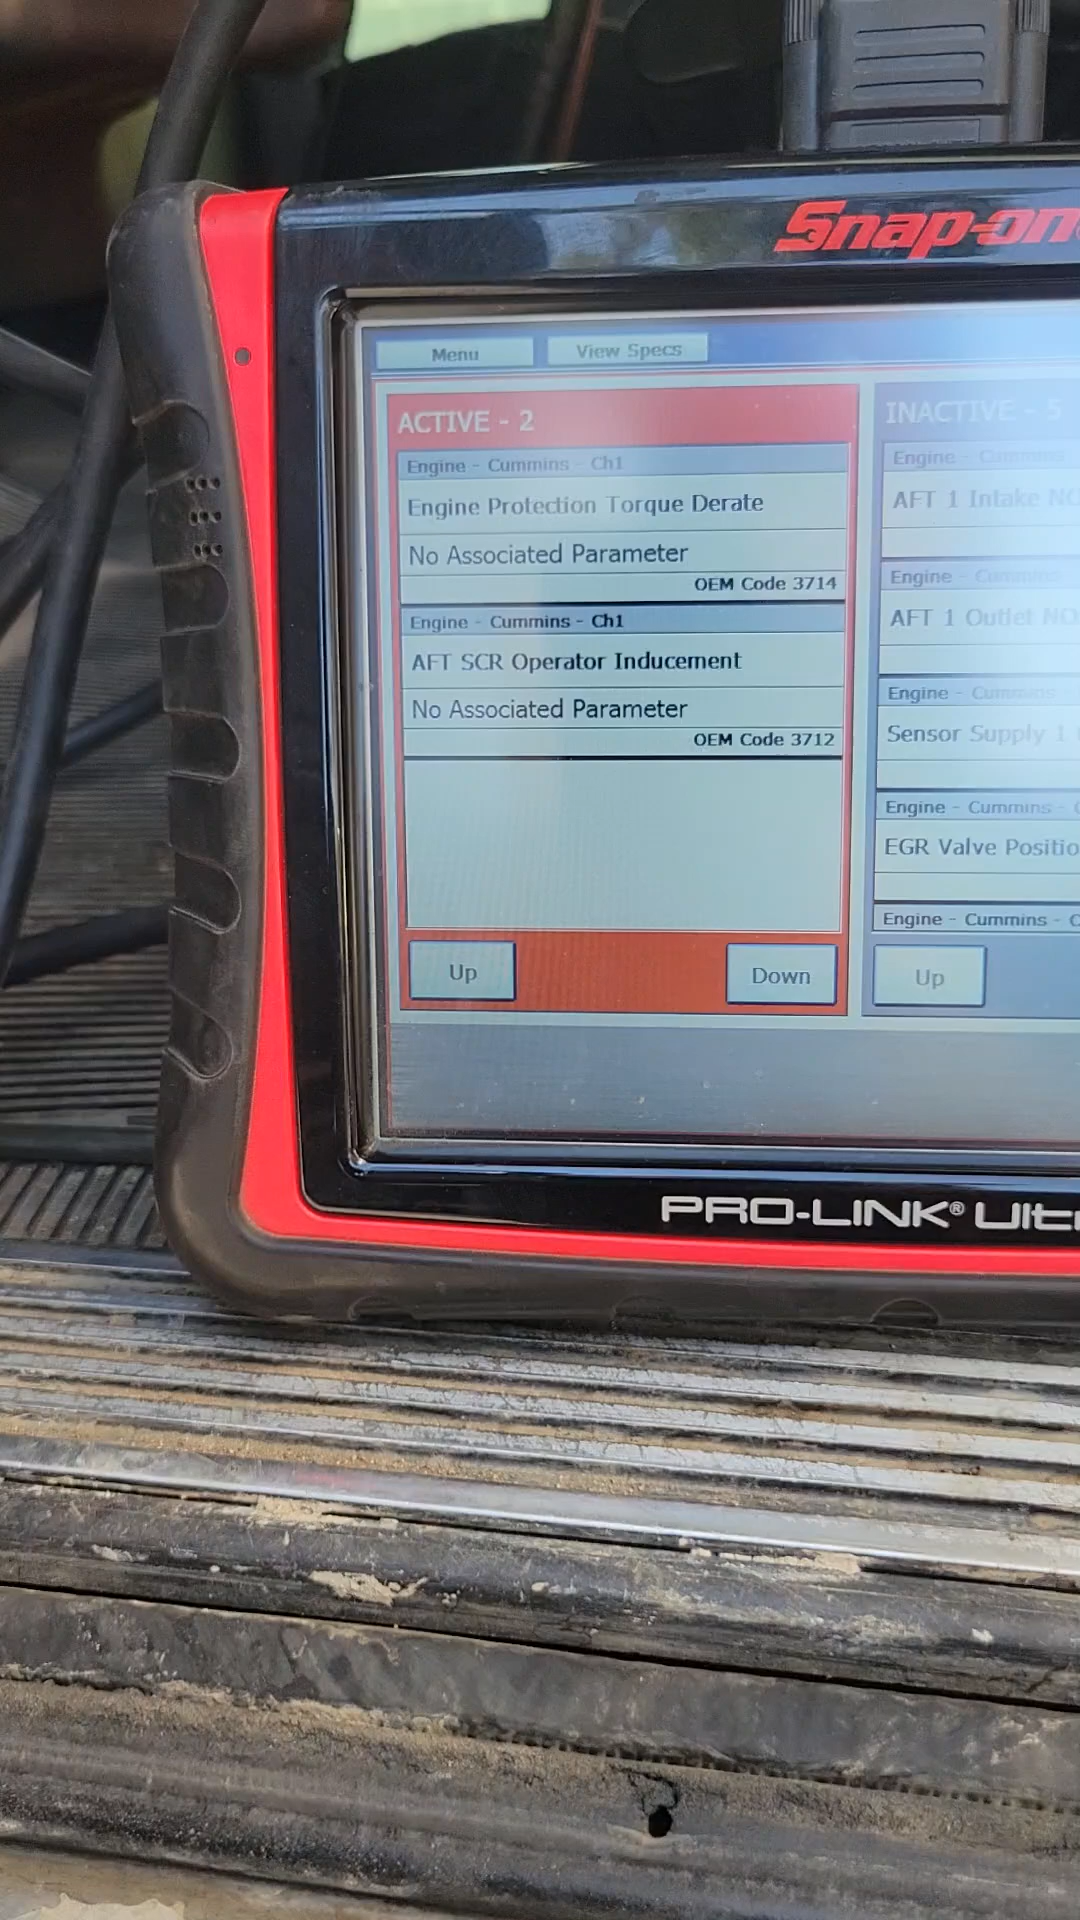 Snap-on
Menu
View Specs
ACTIVE - 2
Engine - Cummins - Ch1
Engine Protection Torque Derate
No Associated Parameter
OEM Code 3714
Engine - Cummins - Ch1
AFT SCR Operator Inducement
No Associated Parameter
OEM Code 3712
Up
Down
INACTIVE - 5
Engine - Cummins
AFT 1 Intake
Engine - Cummins
AFT 1 Outlet
Engine - Cummins -
Sensor Supply 1
Engine - Cummins -
EGR Valve Positio
Engine - Cummins - C
Up
PRO-LINK® Ult